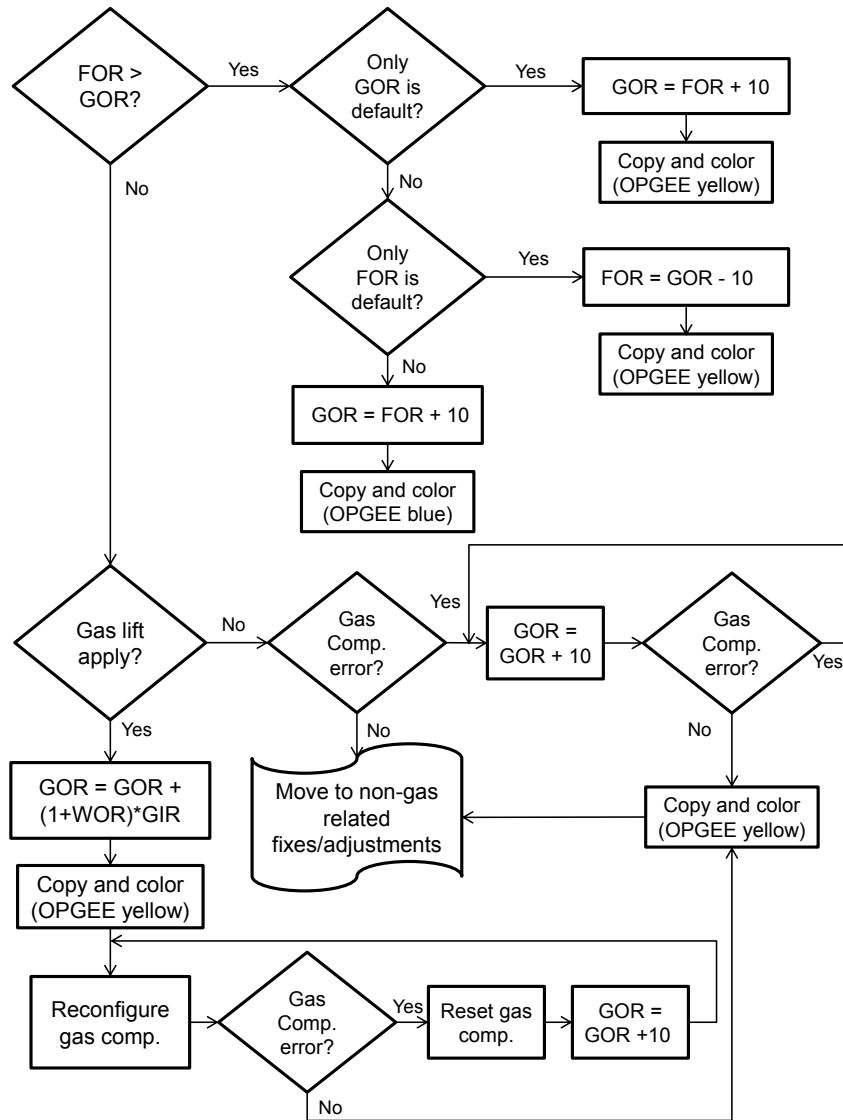 FOR >
GOR?
Yes
Only
GOR is
default?
Yes
GOR = FOR + 10
Copy and color
(OPGEE yellow)
No
No
Only
FOR is
default?
Yes
FOR = GOR - 10
Copy and color
(OPGEE yellow)
No
GOR = FOR + 10
Copy and color
(OPGEE blue)
Gas lift
apply?
No
Gas
Comp.
error?
Yes
GOR =
GOR + 10
Gas
Comp.
error?
Yes
Yes
No
No
GOR = GOR +
(1+WOR)*GIR
Move to non-gas
related
fixes/adjustments
Copy and color
(OPGEE yellow)
Copy and color
(OPGEE yellow)
Reconfigure
gas comp.
Gas
Comp.
error?
Yes
Reset gas
comp.
GOR =
GOR +10
No